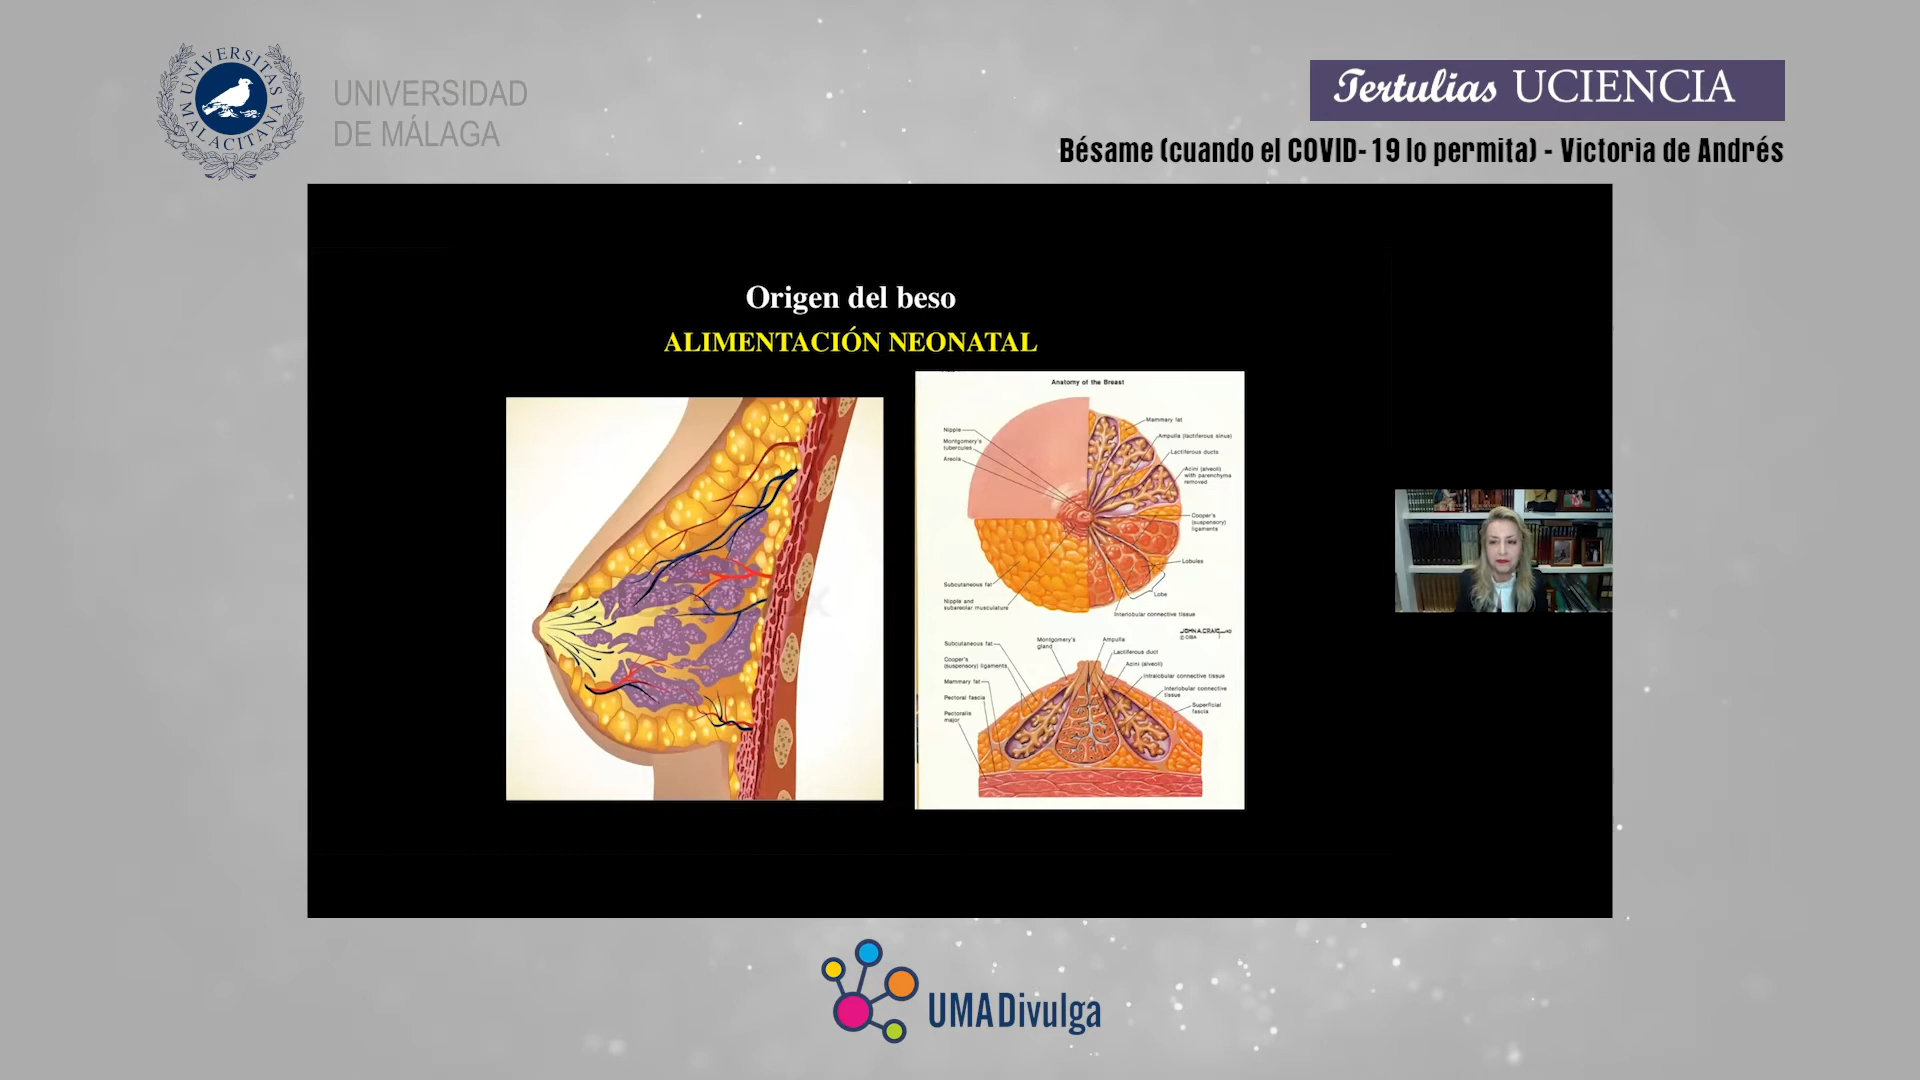 UNIVERSITAS MALACITANA
UNIVERSIDAD
DE MÁLAGA
Tertulias UCIENCIA
Bésame (cuando el COVID-19 lo permita) - Victoria de Andrés
Origen del beso
ALIMENTACIÓN NEONATAL
Anatomy of the Breast
Nipple
Montgomery's
tubercules
Areola
Mammary fat
Ampulla (lactiferous sinus)
Lactiferous ducts
Acini (alveoli)
with parenchyma
removed
Cooper's
(suspensory)
ligaments
Lobules
Lobe
Interlobular connective tissue
Subcutaneous fat
Nipple and
subareolar musculature
JOHN A. CRAIG MD
© CIBA
Subcutaneous fat
Cooper's
(suspensory) ligaments
Mammary fat
Pectoral fascia
Pectoralis
major
Montgomery's
gland
Ampulla
Lactiferous duct
Acini (alveoli)
Intralobular connective tissue
Interlobular connective
tissue
Superficial
fascia
UMADivulga